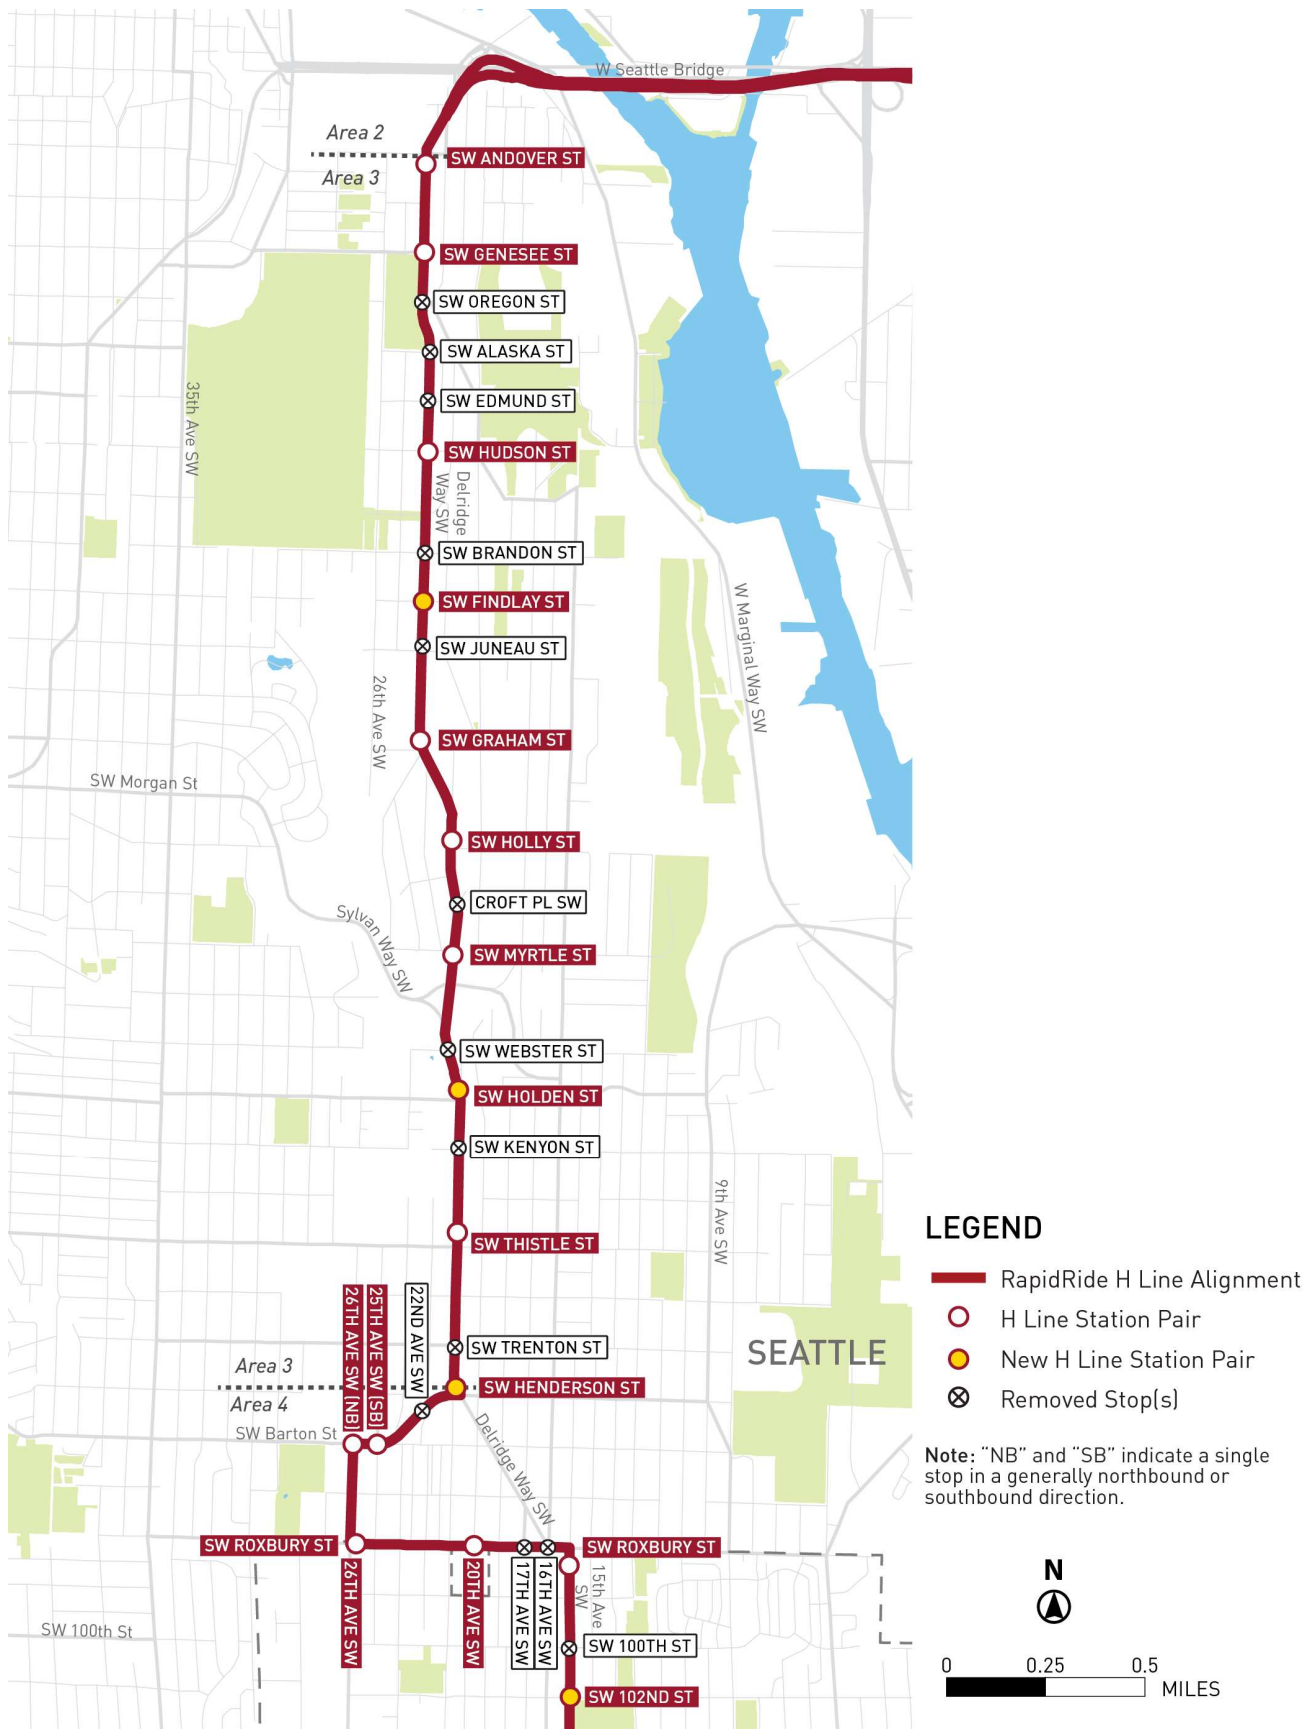 W Seattle Bridge
Area 2
SW ANDOVER ST
Area 3
SW GENESEE ST
SW OREGON ST
SW ALASKA ST
35th Ave SW
SW EDMUND ST
SW HUDSON ST
Delridge
Way SW
SW BRANDON ST
W Marginal Way SW
SW FINDLAY ST
SW JUNEAU ST
26th Ave SW
SW GRAHAM ST
SW Morgan St
SW HOLLY ST
CROFT PL SW
Sylvan Way SW
SW MYRTLE ST
SW WEBSTER ST
SW HOLDEN ST
SW KENYON ST
9th Ave SW
SW THISTLE ST
26TH AVE SW (NB)
25TH AVE SW (SB)
22ND AVE SW
SW TRENTON ST
SEATTLE
Area 3
SW HENDERSON ST
Area 4
SW Barton St
Delridge Way SW
SW ROXBURY ST
SW ROXBURY ST
26TH AVE SW
20TH AVE SW
17TH AVE SW
16TH AVE SW
15th Ave
SW
SW 100th St
SW 100TH ST
SW 102ND ST
LEGEND
RapidRide H Line Alignment
H Line Station Pair
New H Line Station Pair
Removed Stop(s)
Note: “NB” and “SB” indicate a single
stop in a generally northbound or
southbound direction.
N
0 0.25 0.5
MILES